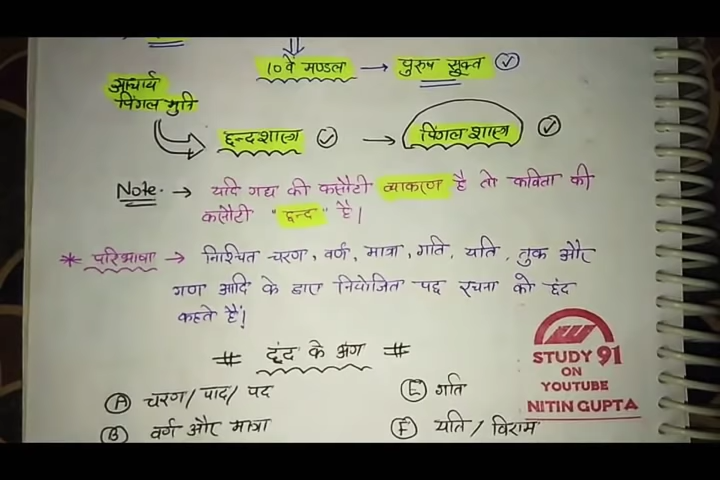 10वें मण्डल → पुरुष सूक्त
आचार्य
पिंगल मुनि
छन्दशास्त्र → पिंगल शास्त्र
Note. → यदि गद्य की कसौटी व्याकरण है तो कविता की
कसौटी "छन्द" है।
* परिभाषा → निश्चित चरण, वर्ण, मात्रा, गति, यति, तुक और
गण आदि के द्वारा नियोजित पद्य रचना को छंद
कहते हैं!
# छंद के अंग #
A चरण/पाद/पद
E गति
B वर्ग और मात्रा
F यति/विराम
STUDY 91
ON
YOUTUBE
NITIN GUPTA